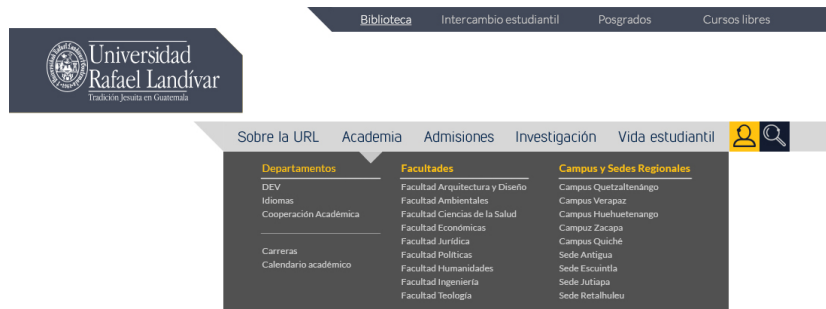 Biblioteca Intercambio estudiantil Posgrados Cursos libres
Universidad
Rafael Landívar
Tradición Jesuita en Guatemala
Sobre la URL Academia Admisiones Investigación Vida estudiantil
Departamentos
DEV
Idiomas
Cooperación Académica
Carreras
Calendario académico
Facultades
Facultad Arquitectura y Diseño
Facultad Ambientales
Facultad Ciencias de la Salud
Facultad Económicas
Facultad Jurídica
Facultad Políticas
Facultad Humanidades
Facultad Ingeniería
Facultad Teología
Campus y Sedes Regionales
Campus Quetzaltenángo
Campus Verapaz
Campus Huehuetenango
Campuz Zacapa
Campus Quiché
Sede Antigua
Sede Escuintla
Sede Jutiapa
Sede Retalhuleu